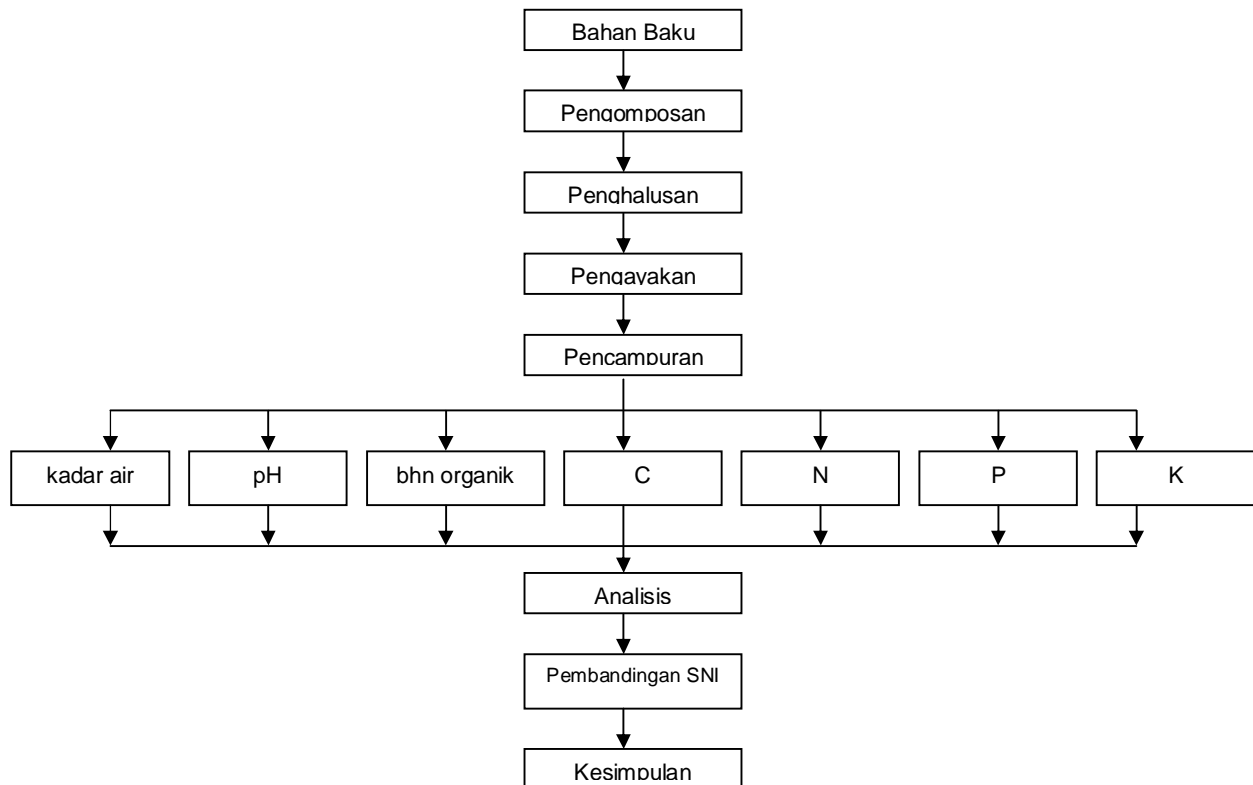 Bahan Baku
Pengomposan
Penghalusan
Pengayakan
Pencampuran
kadar air
pH
bhn organik
C
N
P
K
Analisis
Pembandingan SNI
Kesimpulan